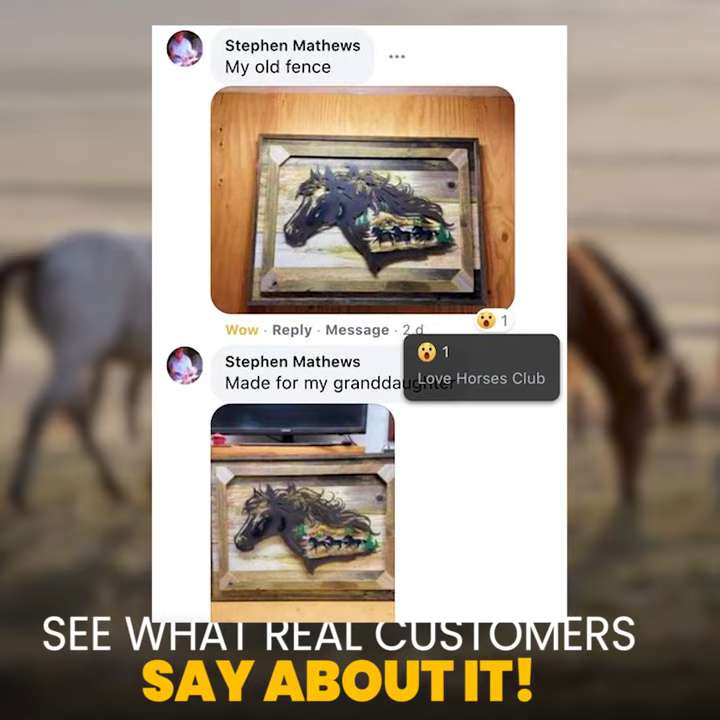 Stephen Mathews
My old fence
Wow · Reply · Message · 2 d
1
1
Love Horses Club
Stephen Mathews
Made for my granddaughter
SEE WHAT REAL CUSTOMERS
SAY ABOUT IT!